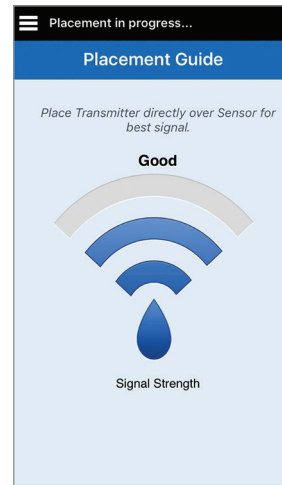 Placement in progress...
Placement Guide
Place Transmitter directly over Sensor for
best signal.
Good
Signal Strength